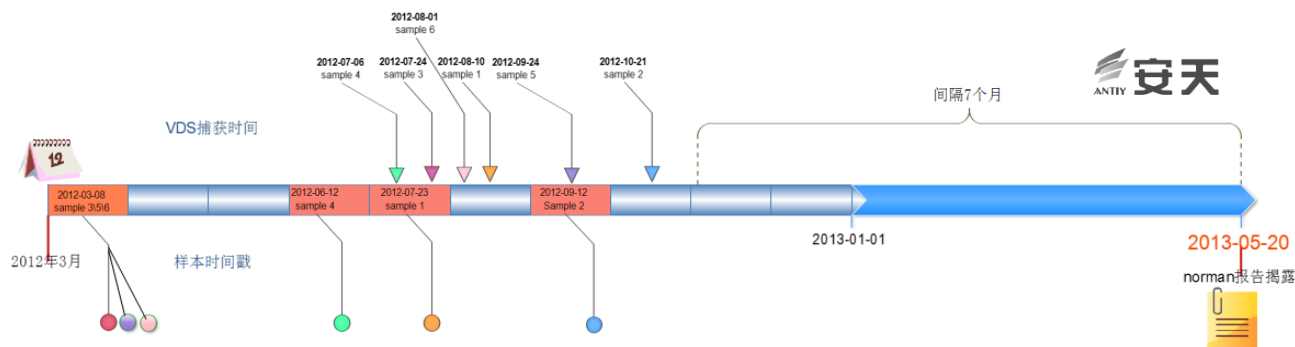 2012-08-01
sample 6
2012-07-06
sample 4
2012-07-24
sample 3
2012-08-10
sample 1
2012-09-24
sample 5
2012-10-21
sample 2
ANTIY 安天
间隔7个月
VDS捕获时间
12
2012-03-08
sample 3\5\6
2012-06-12
sample 4
2012-07-23
sample 1
2012-09-12
Sample 2
2012年3月
样本时间戳
2013-01-01
2013-05-20
norman报告揭露